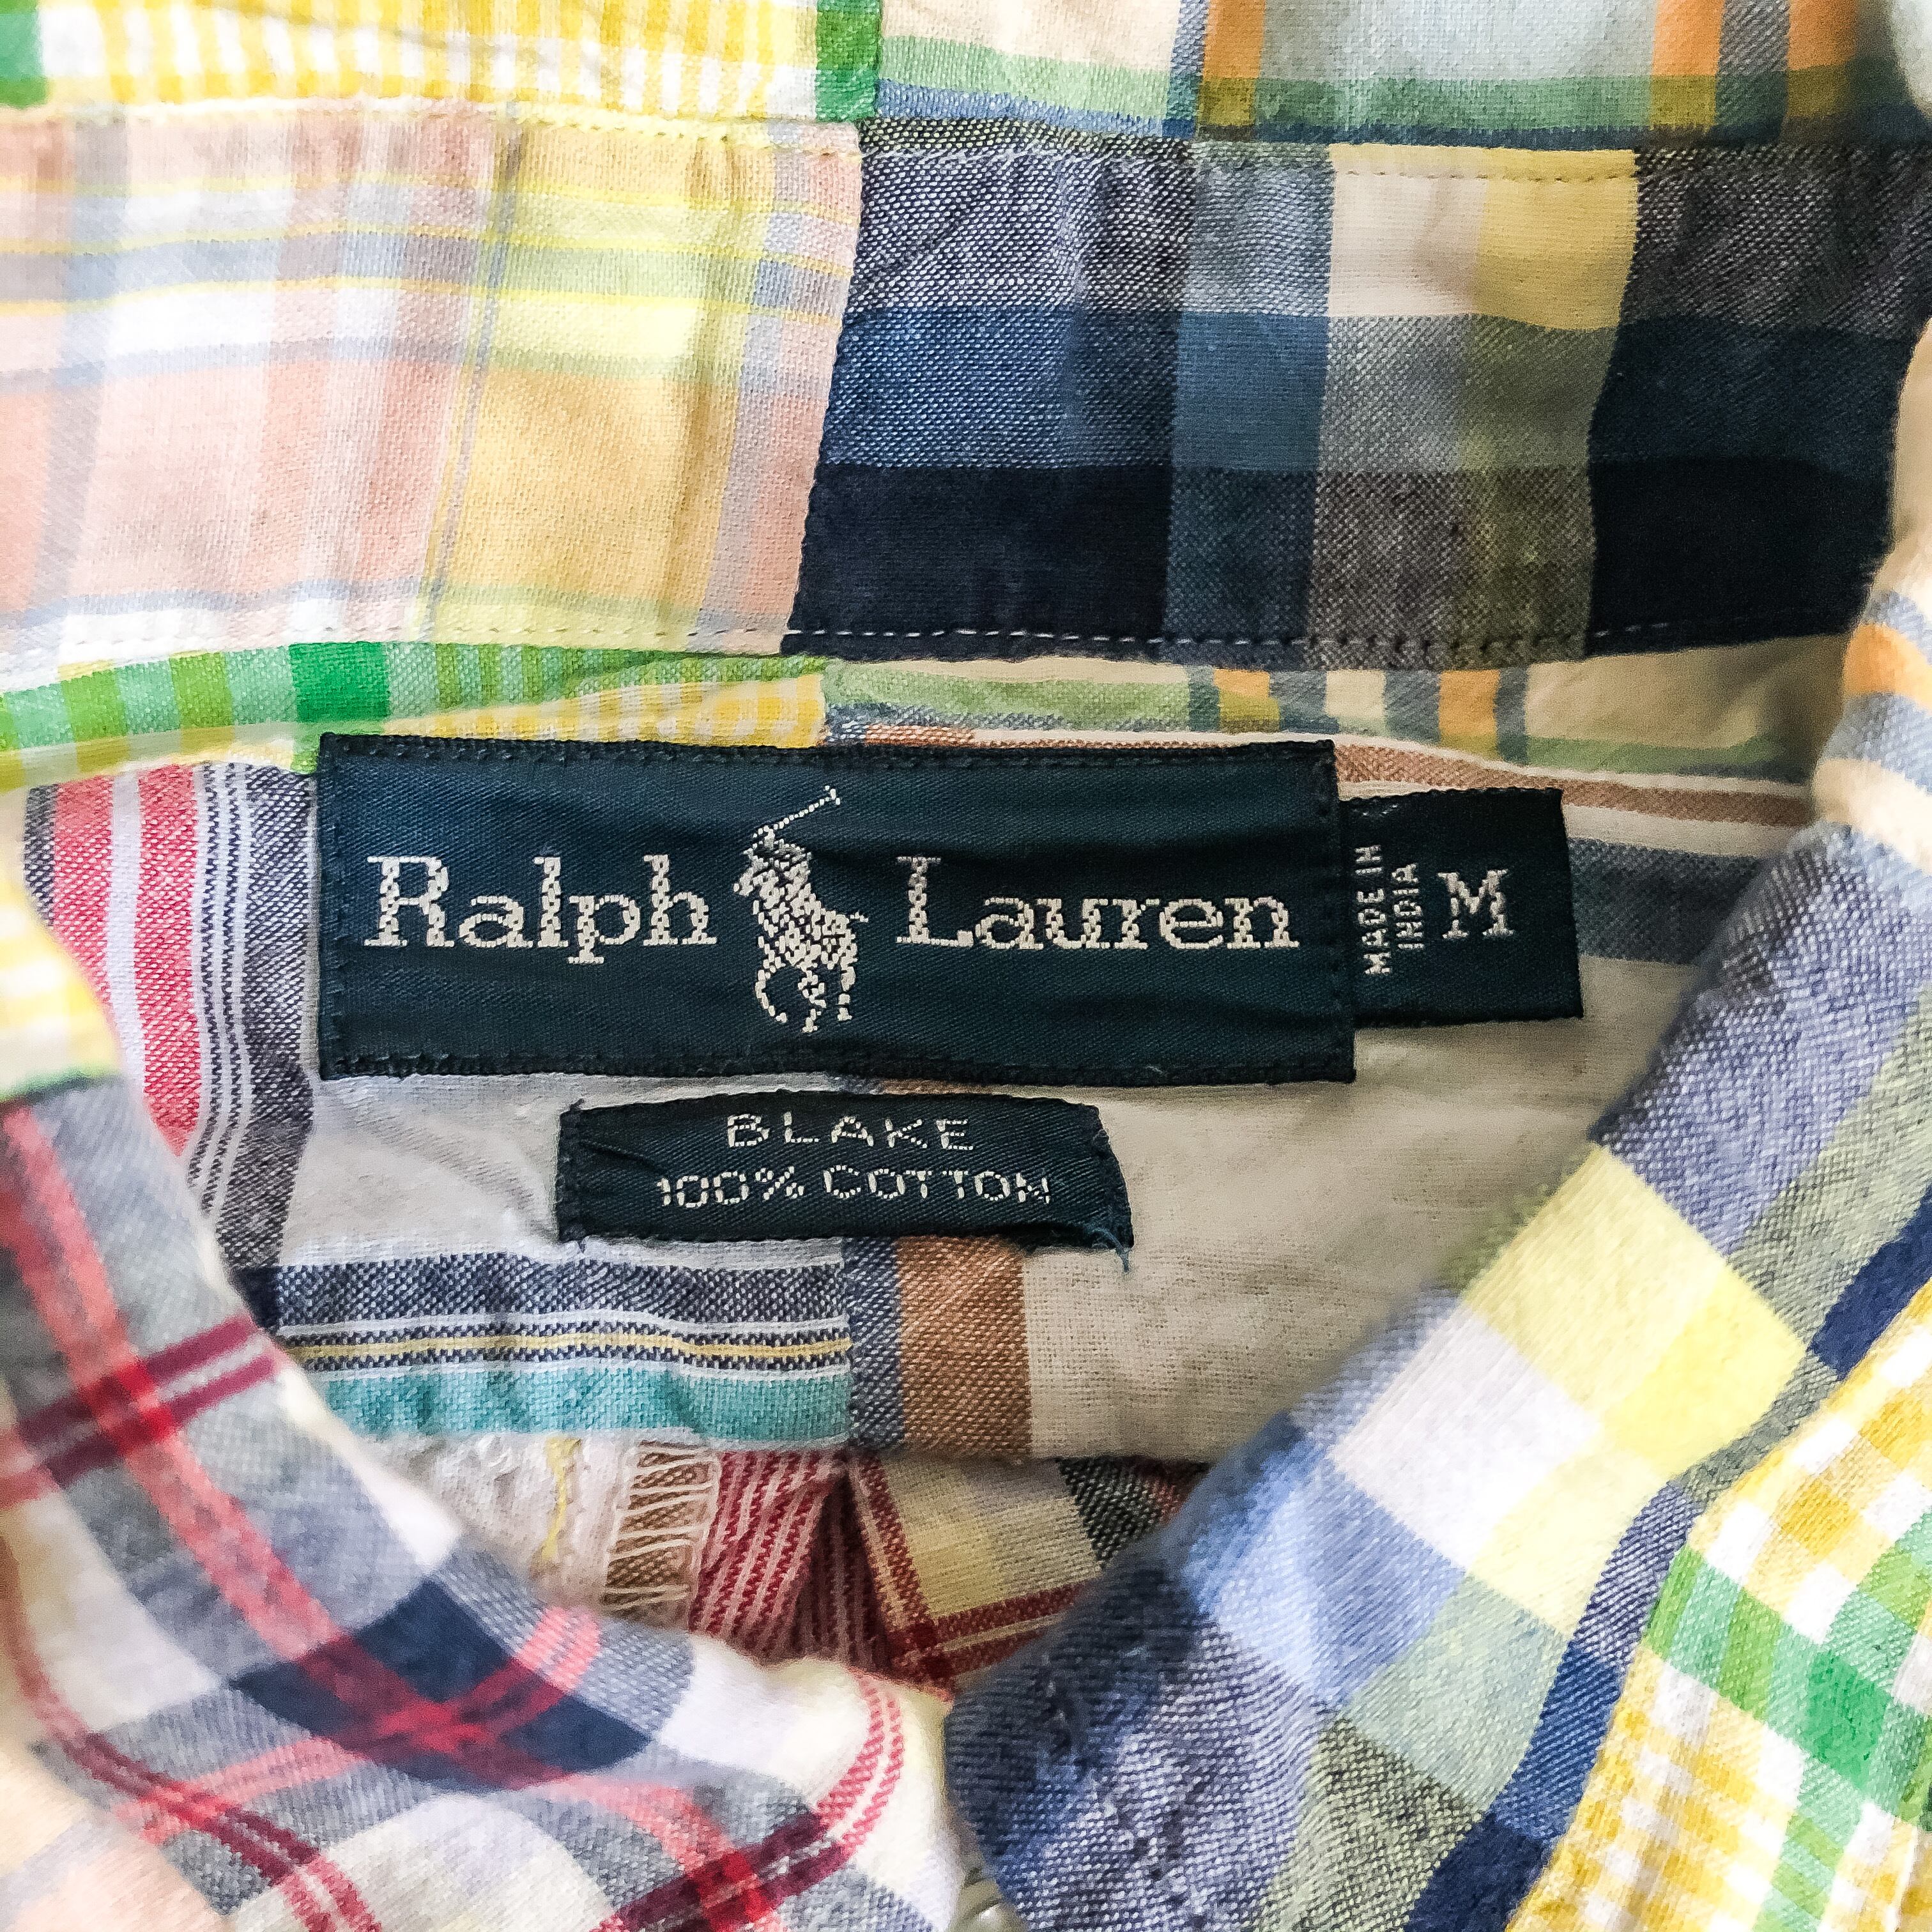 Ralph Lauren
MADE IN
INDIA
M
BLAKE
100% COTTON